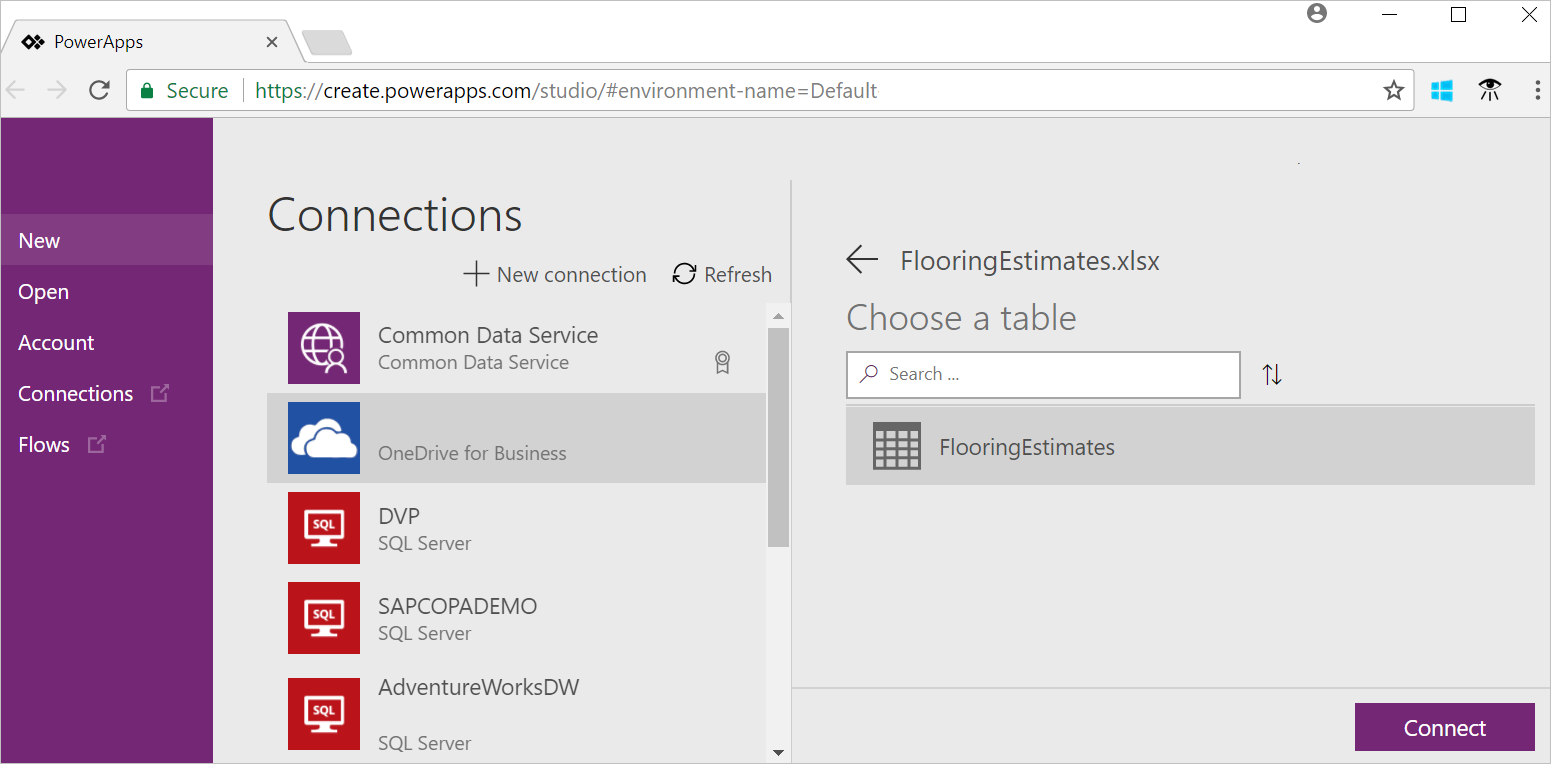 PowerApps
Secure
https://create.powerapps.com/studio/#environment-name=Default
New
Open
Account
Connections
Flows
Connections
New connection
Refresh
Common Data Service
Common Data Service
OneDrive for Business
DVP
SQL
SQL Server
SAPCOPADEMO
SQL
SQL Server
AdventureWorksDW
SQL
SQL Server
FlooringEstimates.xlsx
Choose a table
Search ...
FlooringEstimates
Connect